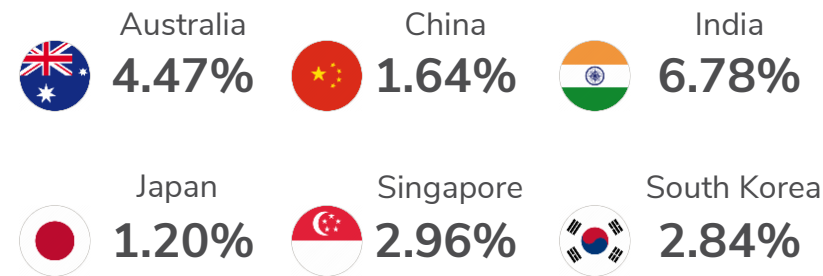 Australia China India
4.47% 1.64% 6.78%
Japan Singapore South Korea
1.20% 2.96% 2.84%